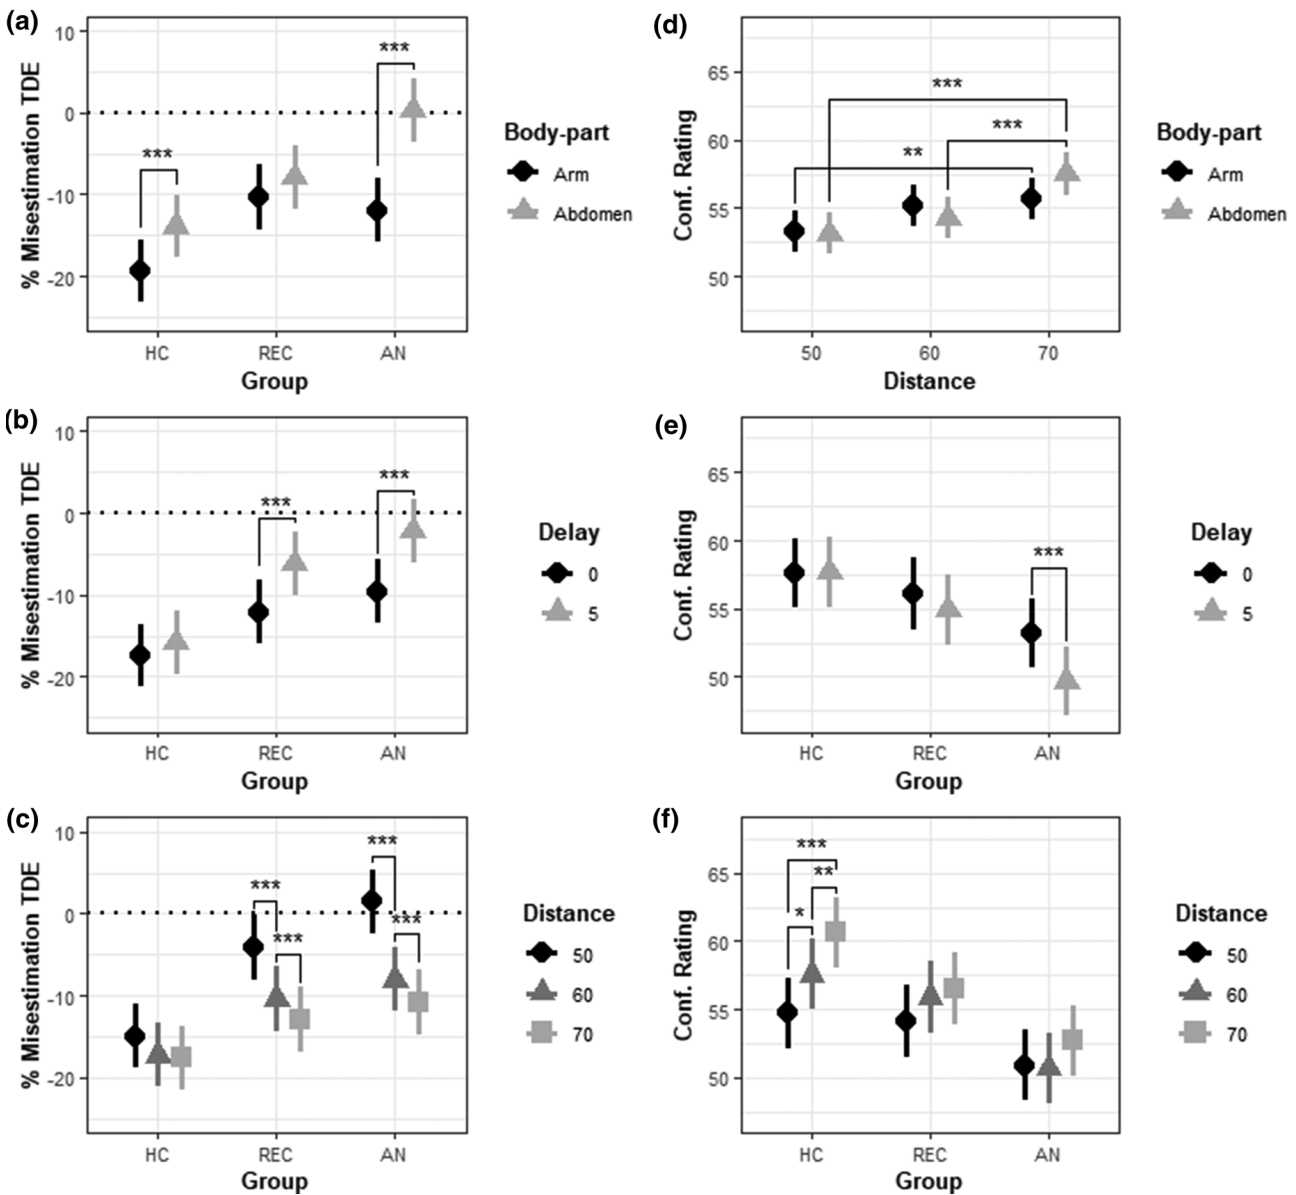 (a)
% Misestimation TDE
10
0
-10
-20
***
***
HC REC AN
Group
Body-part
Arm
Abdomen
(d)
Conf. Rating
65
60
55
50
***
***
**
50 60 70
Distance
Body-part
Arm
Abdomen
(b)
% Misestimation TDE
10
0
-10
-20
***
***
HC REC AN
Group
Delay
0
5
(e)
Conf. Rating
65
60
55
50
***
HC REC AN
Group
Delay
0
5
(c)
% Misestimation TDE
10
0
-10
-20
***
***
***
***
HC REC AN
Group
Distance
50
60
70
(f)
Conf. Rating
65
60
55
50
***
**
*
HC REC AN
Group
Distance
50
60
70